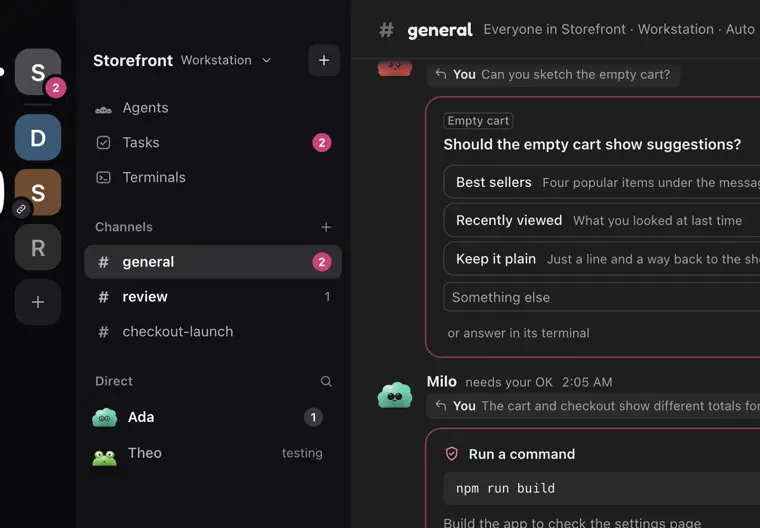 S
2
D
S
R
+
Storefront Workstation
+
Agents
Tasks 2
Terminals
Channels +
# general 2
# review 1
# checkout-launch
Direct
Ada 1
Theo testing
# general Everyone in Storefront · Workstation · Auto
You Can you sketch the empty cart?
Empty cart
Should the empty cart show suggestions?
Best sellers Four popular items under the messag
Recently viewed What you looked at last time
Keep it plain Just a line and a way back to the sh
Something else
or answer in its terminal
Milo needs your OK 2:05 AM
You The cart and checkout show different totals for
Run a command
npm run build
Build the app to check the settings page